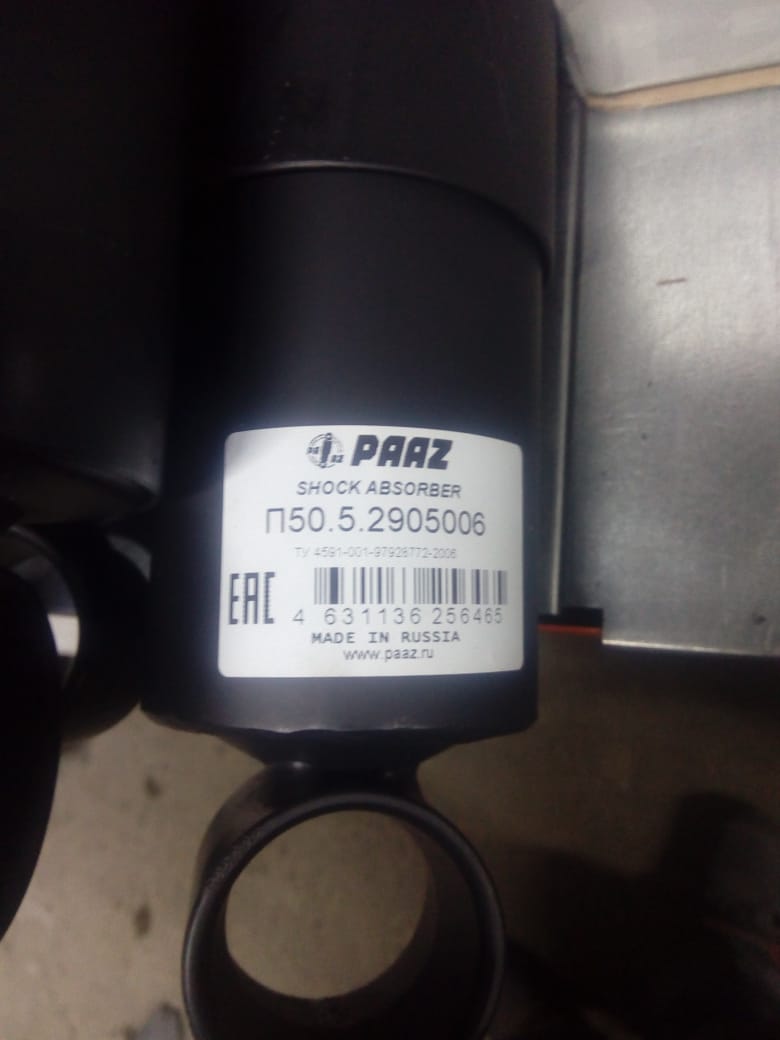 PAAZ
SHOCK ABSORBER
П50.5.2905006
ТУ 4591-001-97928772-2006
EAC
4 631136 256465
MADE IN RUSSIA
www.paaz.ru